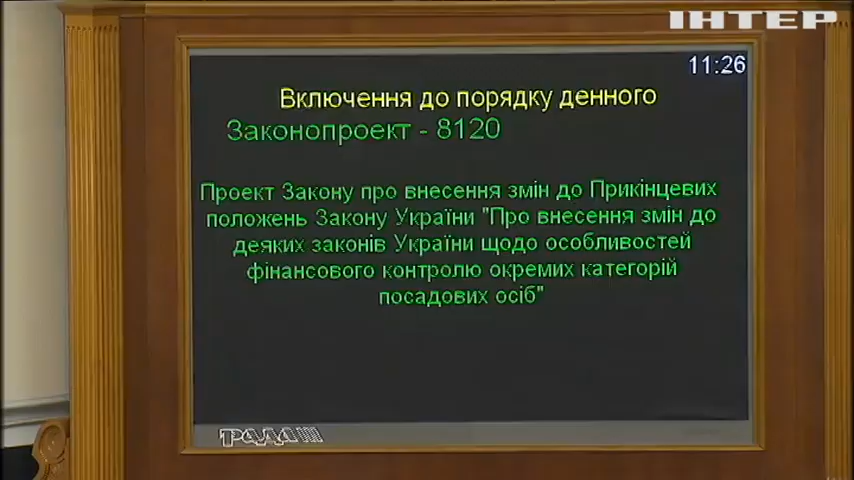 ІНТЕР
11:26
Включення до порядку денного
Законопроект - 8120
Проект Закону про внесення змін до Прикінцевих
положень Закону України "Про внесення змін до
деяких законів України щодо особливостей
фінансового контролю окремих категорій
посадових осіб"
РАДА III